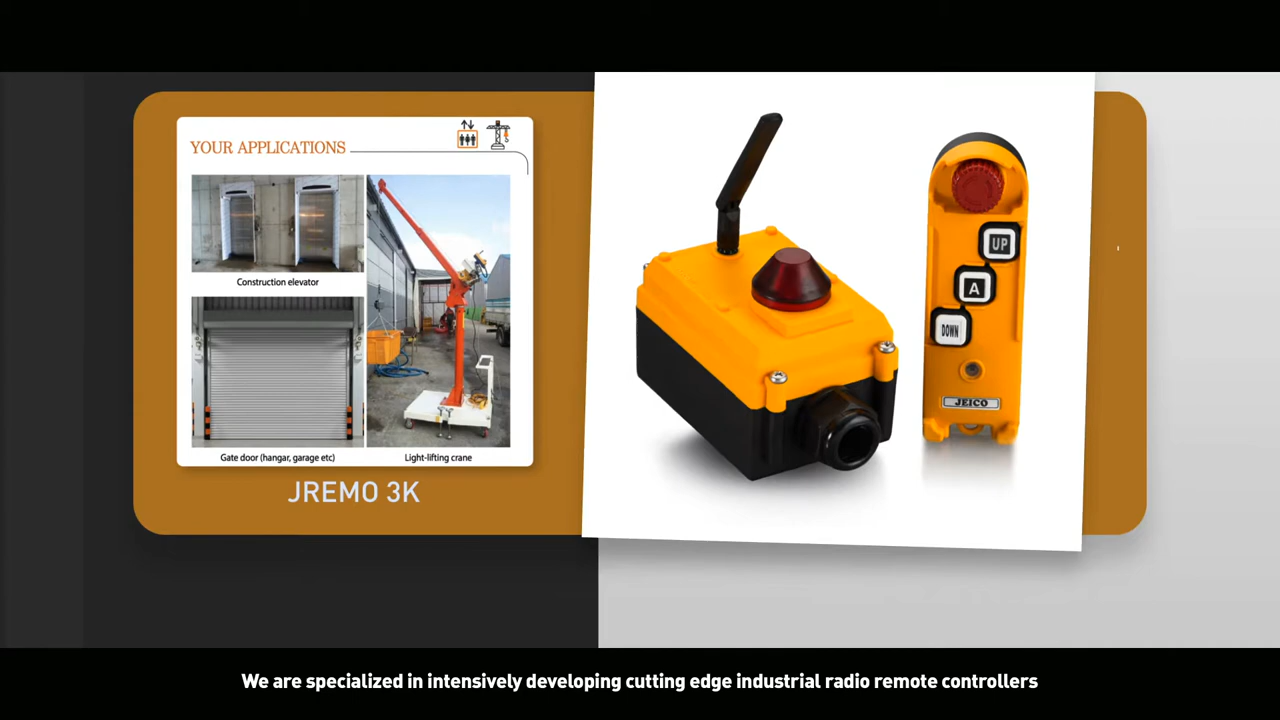 YOUR APPLICATIONS
Construction elevator
Gate door (hangar, garage etc)
Light-lifting crane
JREMO 3K
UP
A
DOWN
JEICO
We are specialized in intensively developing cutting edge industrial radio remote controllers